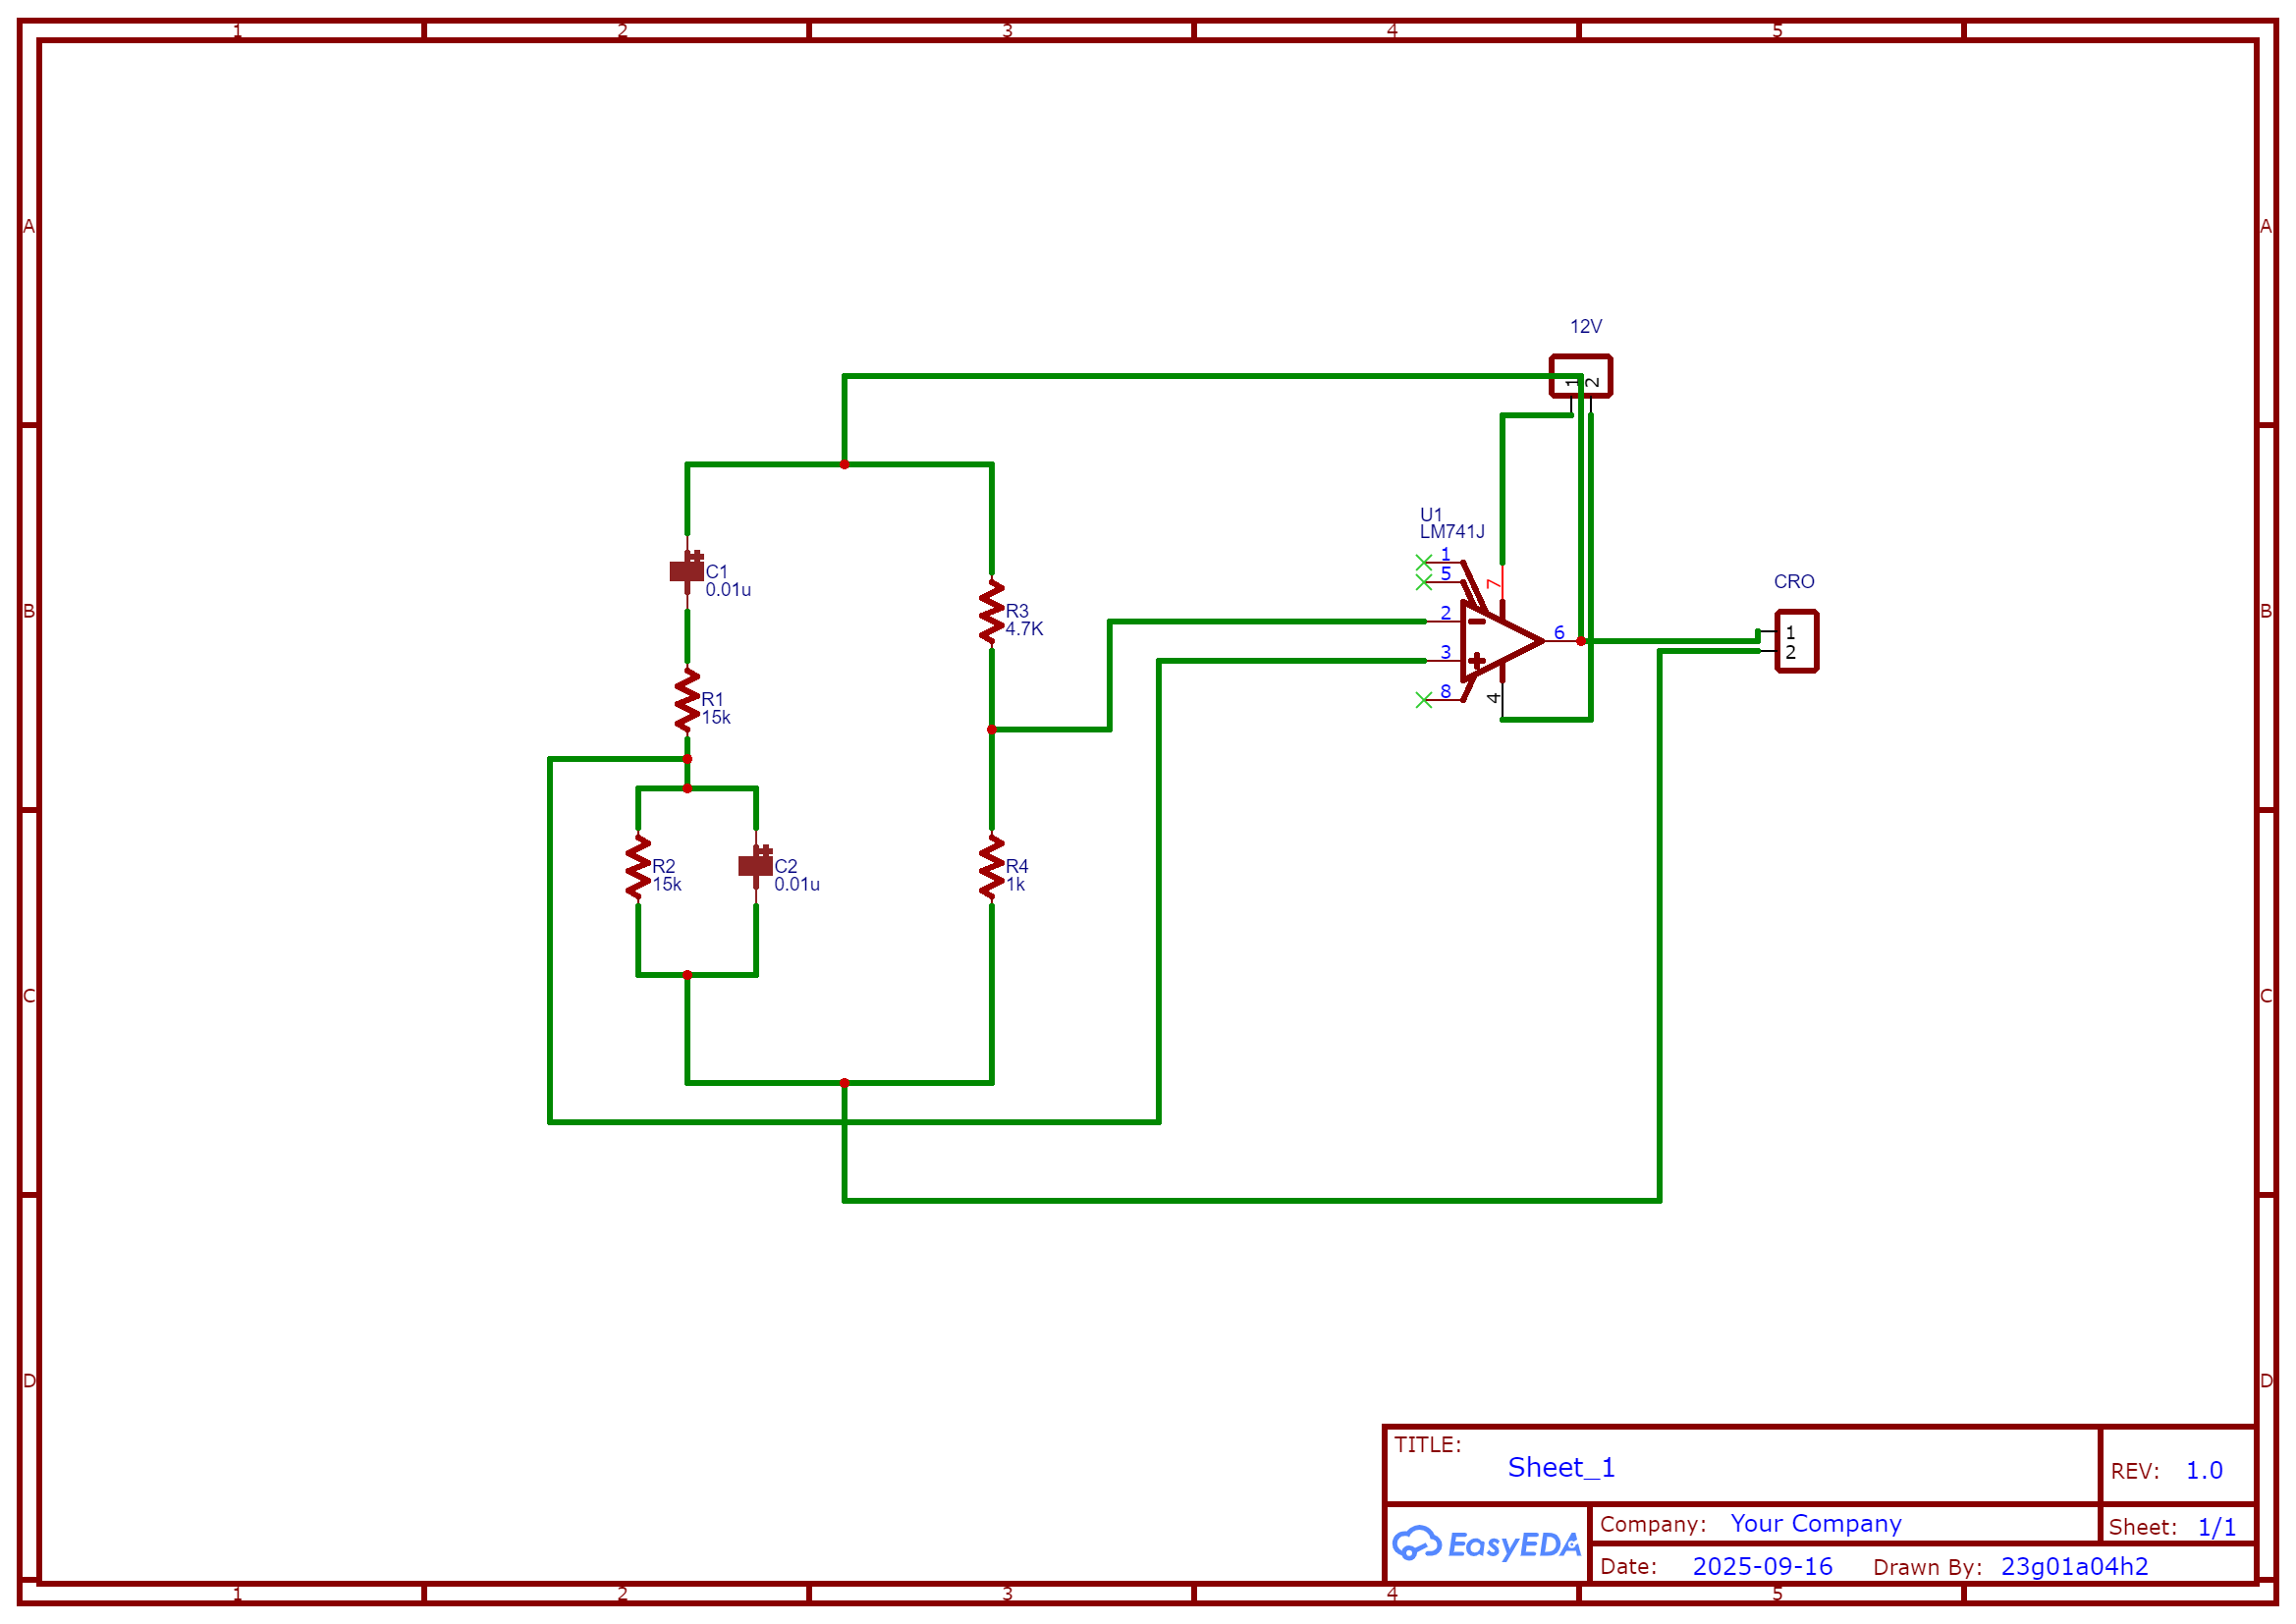 1 2 3 4 5
A A
12V
1 2
U1
LM741J
1
5
7
C1
0.01u
CRO
B B
R3
4.7K
2
6
1
2
3
8
4
R1
15k
R2
15k
C2
0.01u
R4
1k
C C
D D
TITLE:
Sheet_1
REV: 1.0
Company: Your Company
Sheet: 1/1
EasyEDA
Date: 2025-09-16 Drawn By: 23g01a04h2
1 2 3 4 5